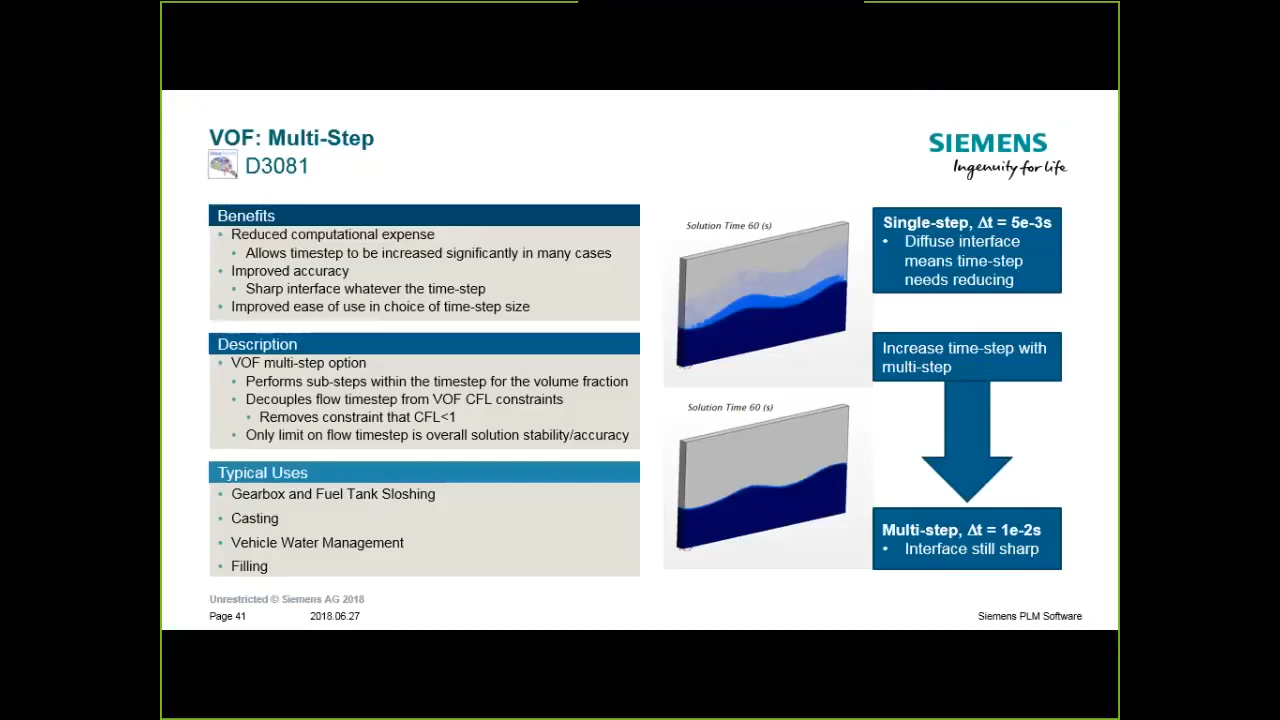 VOF: Multi-Step
D3081
SIEMENS
Ingenuity for life
Benefits
• Reduced computational expense
• Allows timestep to be increased significantly in many cases
• Improved accuracy
• Sharp interface whatever the time-step
• Improved ease of use in choice of time-step size
Description
• VOF multi-step option
• Performs sub-steps within the timestep for the volume fraction
• Decouples flow timestep from VOF CFL constraints
• Removes constraint that CFL<1
• Only limit on flow timestep is overall solution stability/accuracy
Typical Uses
• Gearbox and Fuel Tank Sloshing
• Casting
• Vehicle Water Management
• Filling
Solution Time 60 (s)
Solution Time 60 (s)
Single-step, Δt = 5e-3s
• Diffuse interface
means time-step
needs reducing
Increase time-step with
multi-step
Multi-step, Δt = 1e-2s
• Interface still sharp
Unrestricted © Siemens AG 2018
Page 41
2018.06.27
Siemens PLM Software